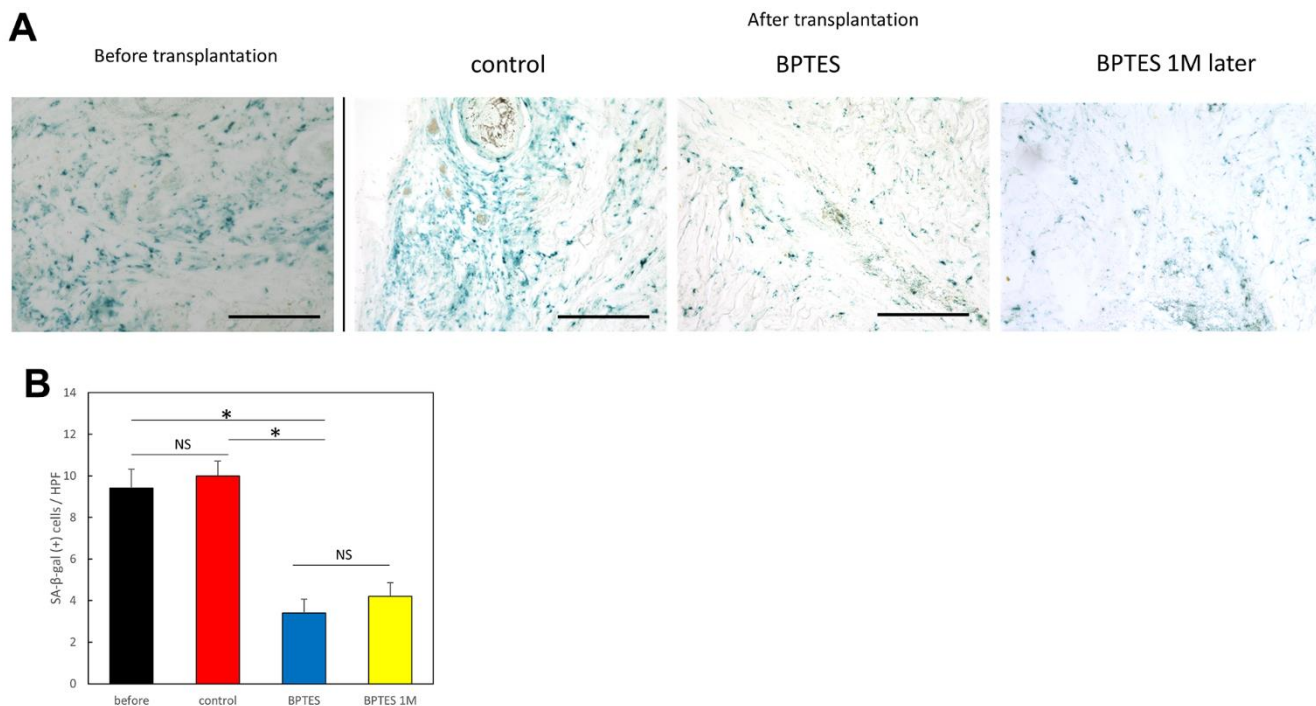 A
After transplantation
Before transplantation
control
BPTES
BPTES 1M later
B
14
12
10
8
6
4
2
0
SA-β-gal (+) cells / HPF
*
*
NS
NS
before
control
BPTES
BPTES 1M